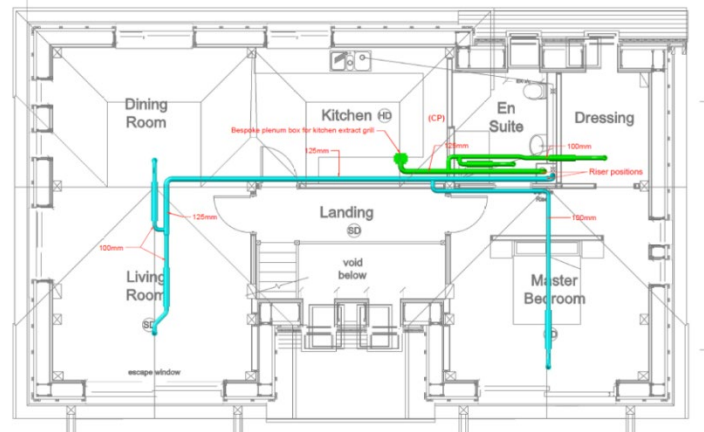 Dining
Room
Kitchen
HD
(CP)
En
Suite
Dressing
Bespoke plenum box for kitchen extract grill
125mm
125mm
100mm
Riser positions
Landing
SD
125mm
100mm
100mm
void
below
Living
Room
SD
Master
Bedroom
escape window